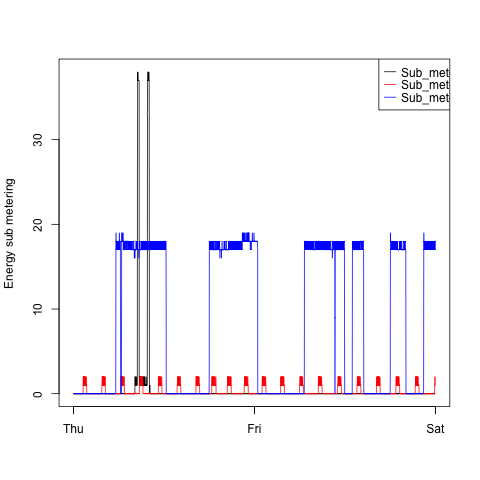 Sub_met
Sub_met
Sub_met
Energy sub metering
30
20
10
0
Thu Fri Sat